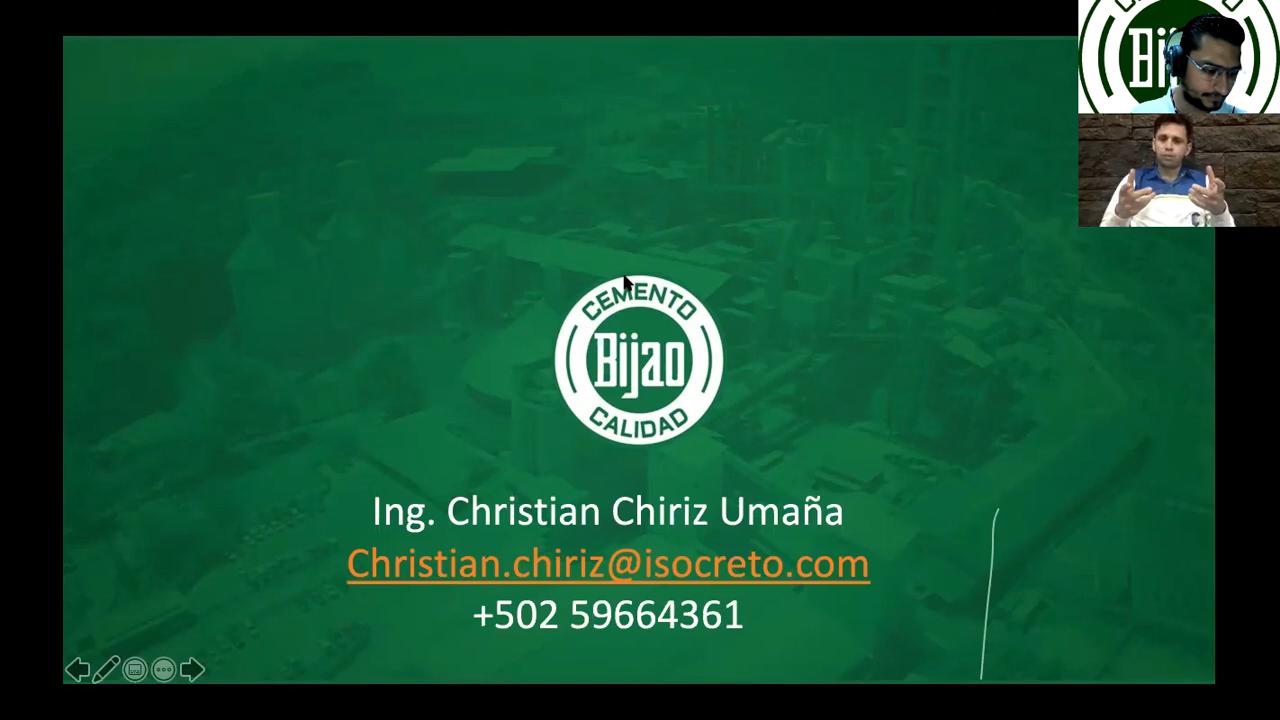 CEMENTO
Bijao
CALIDAD
Ing. Christian Chiriz Umaña
Christian.chiriz@isocreto.com
+502 59664361